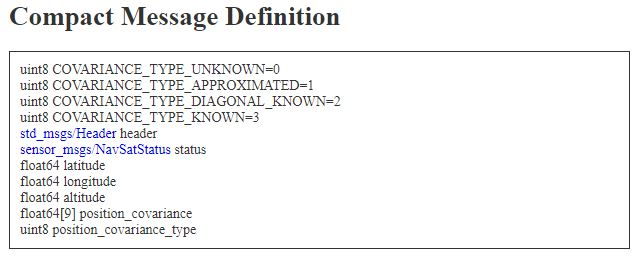 Compact Message Definition
uint8 COVARIANCE_TYPE_UNKNOWN=0
uint8 COVARIANCE_TYPE_APPROXIMATED=1
uint8 COVARIANCE_TYPE_DIAGONAL_KNOWN=2
uint8 COVARIANCE_TYPE_KNOWN=3
std_msgs/Header header
sensor_msgs/NavSatStatus status
float64 latitude
float64 longitude
float64 altitude
float64[9] position_covariance
uint8 position_covariance_type